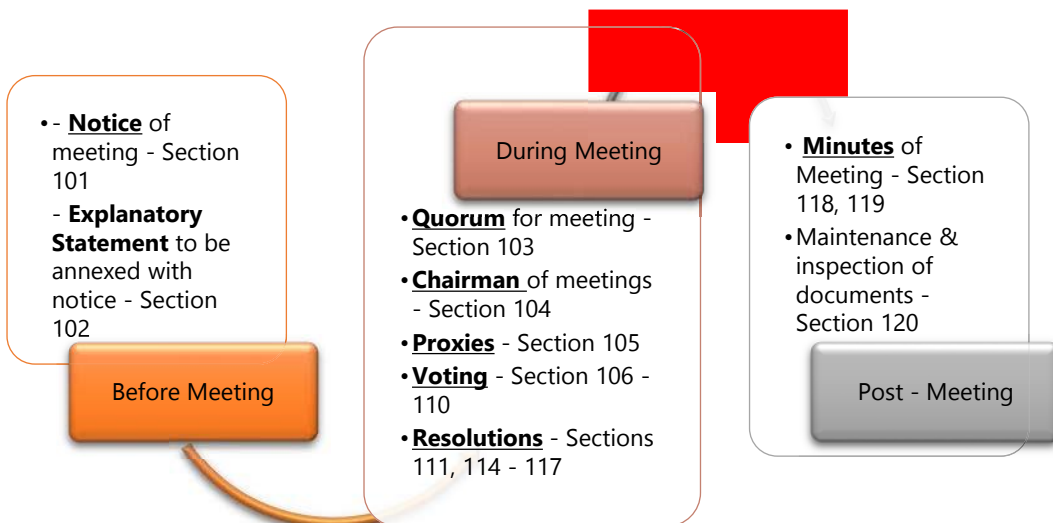 • - Notice of
meeting - Section
101
- Explanatory
Statement to be
annexed with
notice - Section
102
Before Meeting
During Meeting
• Quorum for meeting -
Section 103
• Chairman of meetings
- Section 104
• Proxies - Section 105
• Voting - Section 106 -
110
• Resolutions - Sections
111, 114 - 117
• Minutes of
Meeting - Section
118, 119
• Maintenance &
inspection of
documents -
Section 120
Post - Meeting